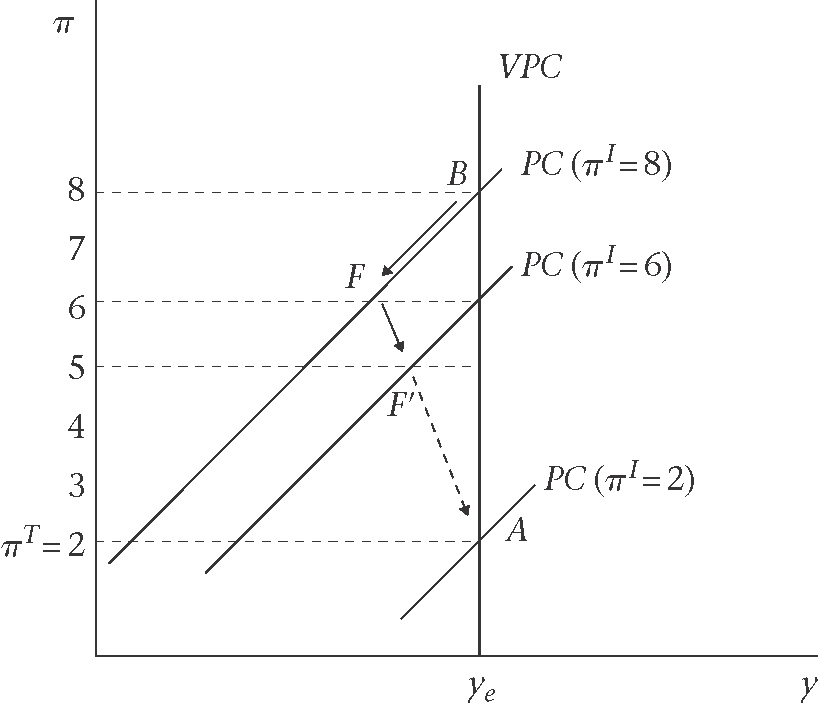 π
VPC
B
PC (π^I = 8)
8
7
F
PC (π^I = 6)
6
5
F′
4
3
PC (π^I = 2)
π^T = 2
A
y_e
y